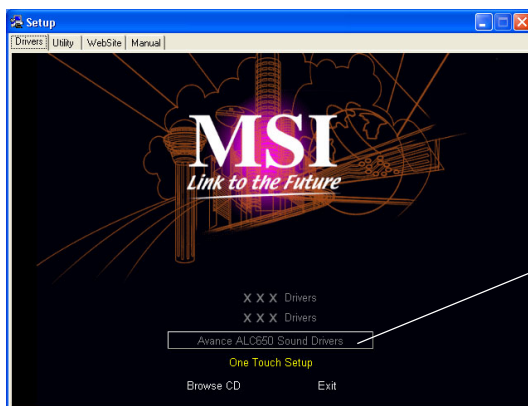 Setup
Drivers Utility WebSite Manual
MSI
Link to the Future
X X X Drivers
X X X Drivers
Avance ALC650 Sound Drivers
One Touch Setup
Browse CD Exit